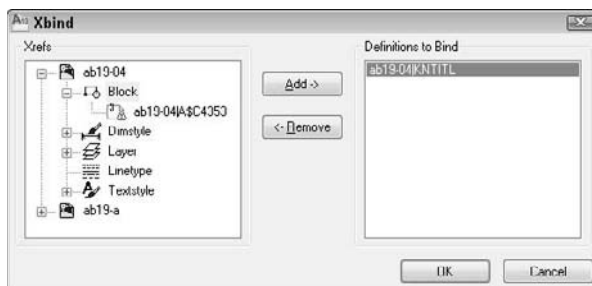 Xbind
Xrefs
ab19-04
Block
ab19-04|A$C4353
Dimstyle
Layer
Linetype
Textstyle
ab19-a
Add ->
<- Remove
Definitions to Bind
ab19-04|KNTITL
OK
Cancel